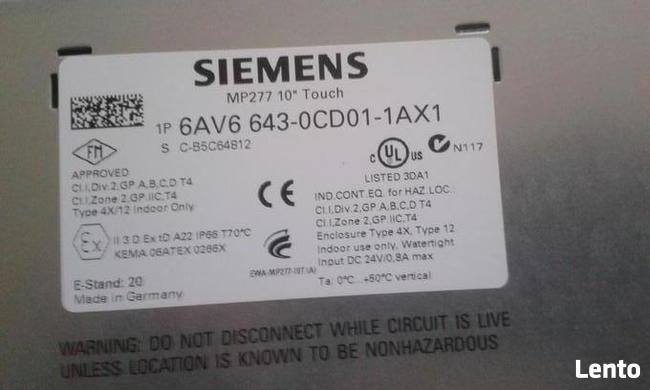 SIEMENS
MP277 10" Touch
1P 6AV6 643-0CD01-1AX1
S C-B5C64812
FM
APPROVED
Cl.I,Div.2,GP.A,B,C,D T4
Cl.I,Zone 2,GP.IIC,T4
Type 4X/12 Indoor Only
CE
c UL us
N117
LISTED 3DA1
IND.CONT.EQ. for HAZ.LOC.:
Cl.I,Div.2,GP.A,B,C,D T4
Cl.I,Zone 2,GP.IIC,T4
Enclosure Type 4X, Type 12
Indoor use only, Watertight
Input DC 24V/0,8A max
Ta: 0°C...+50°C vertical
Ex
II 3 D Ex tD A22 IP66 T70°C
KEMA 06ATEX 0266X
E-Stand: 20
Made in Germany
WARNING: DO NOT DISCONNECT WHILE CIRCUIT IS LIVE
UNLESS LOCATION IS KNOWN TO BE NONHAZARDOUS
Lento